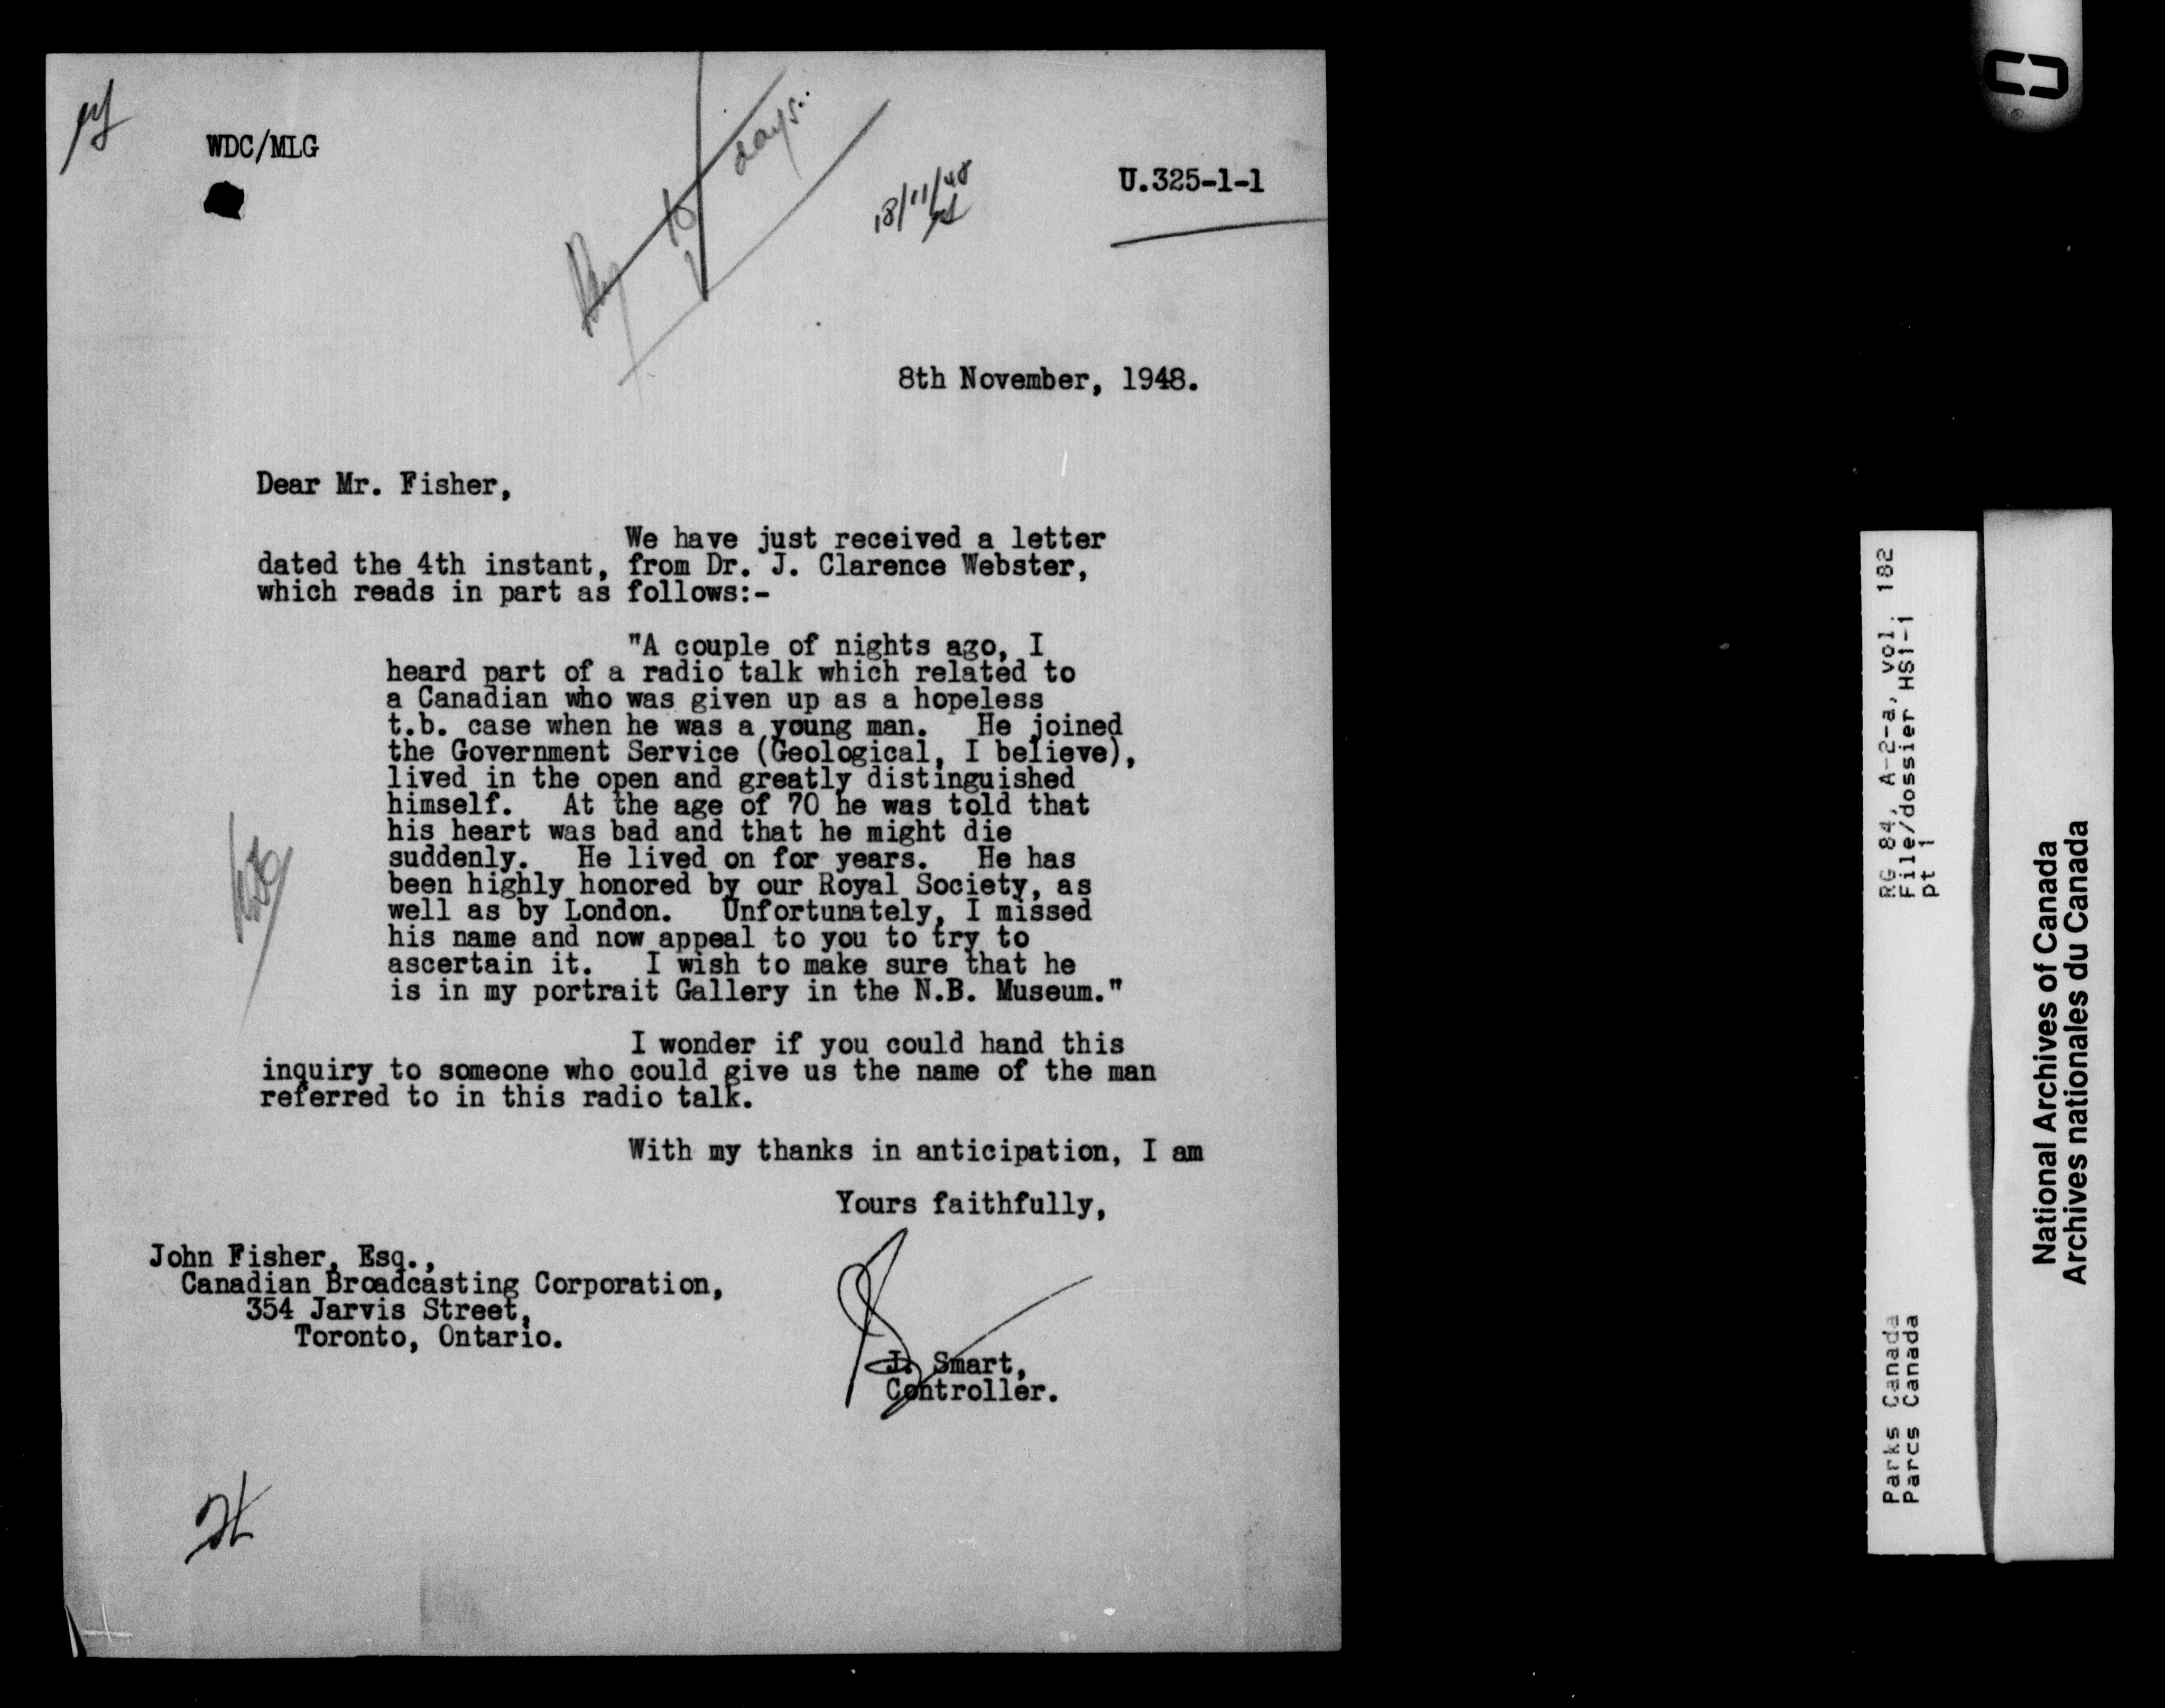 WDC/MLG
days..
18/11/48
U.325-1-1
8th November, 1948.
Dear Mr. Fisher,
We have just received a letter
dated the 4th instant, from Dr. J. Clarence Webster,
which reads in part as follows:-
"A couple of nights ago, I
heard part of a radio talk which related to
a Canadian who was given up as a hopeless
t.b. case when he was a young man. He joined
the Government Service (Geological, I believe),
lived in the open and greatly distinguished
himself. At the age of 70 he was told that
his heart was bad and that he might die
suddenly. He lived on for years. He has
been highly honored by our Royal Society, as
well as by London. Unfortunately, I missed
his name and now appeal to you to try to
ascertain it. I wish to make sure that he
is in my portrait Gallery in the N.B. Museum."
I wonder if you could hand this
inquiry to someone who could give us the name of the man
referred to in this radio talk.
With my thanks in anticipation, I am
Yours faithfully,
John Fisher, Esq.,
Canadian Broadcasting Corporation,
354 Jarvis Street,
Toronto, Ontario.
J. Smart,
Controller.
RG 84, A-2-a, vol. 182
File/dossier HS1-1
pt 1
Parks Canada
Parcs Canada
National Archives of Canada
Archives nationales du Canada